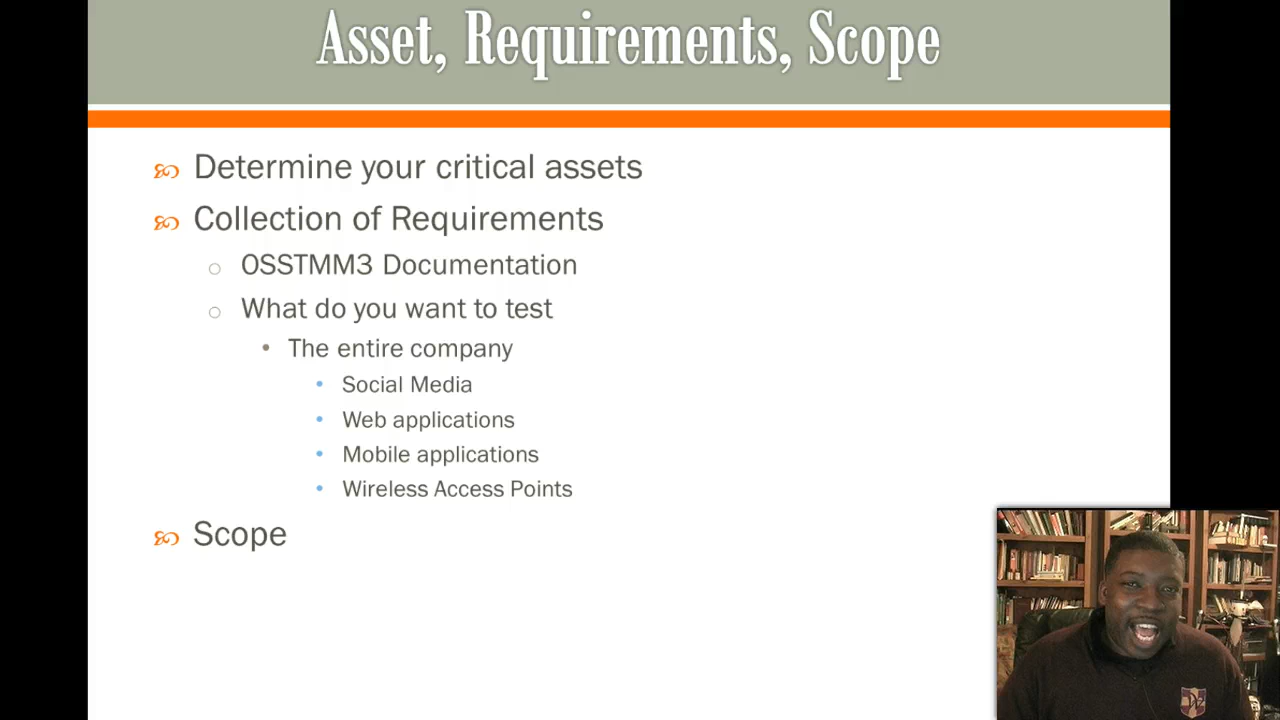 Asset, Requirements, Scope
Determine your critical assets
Collection of Requirements
OSSTMM3 Documentation
What do you want to test
The entire company
Social Media
Web applications
Mobile applications
Wireless Access Points
Scope